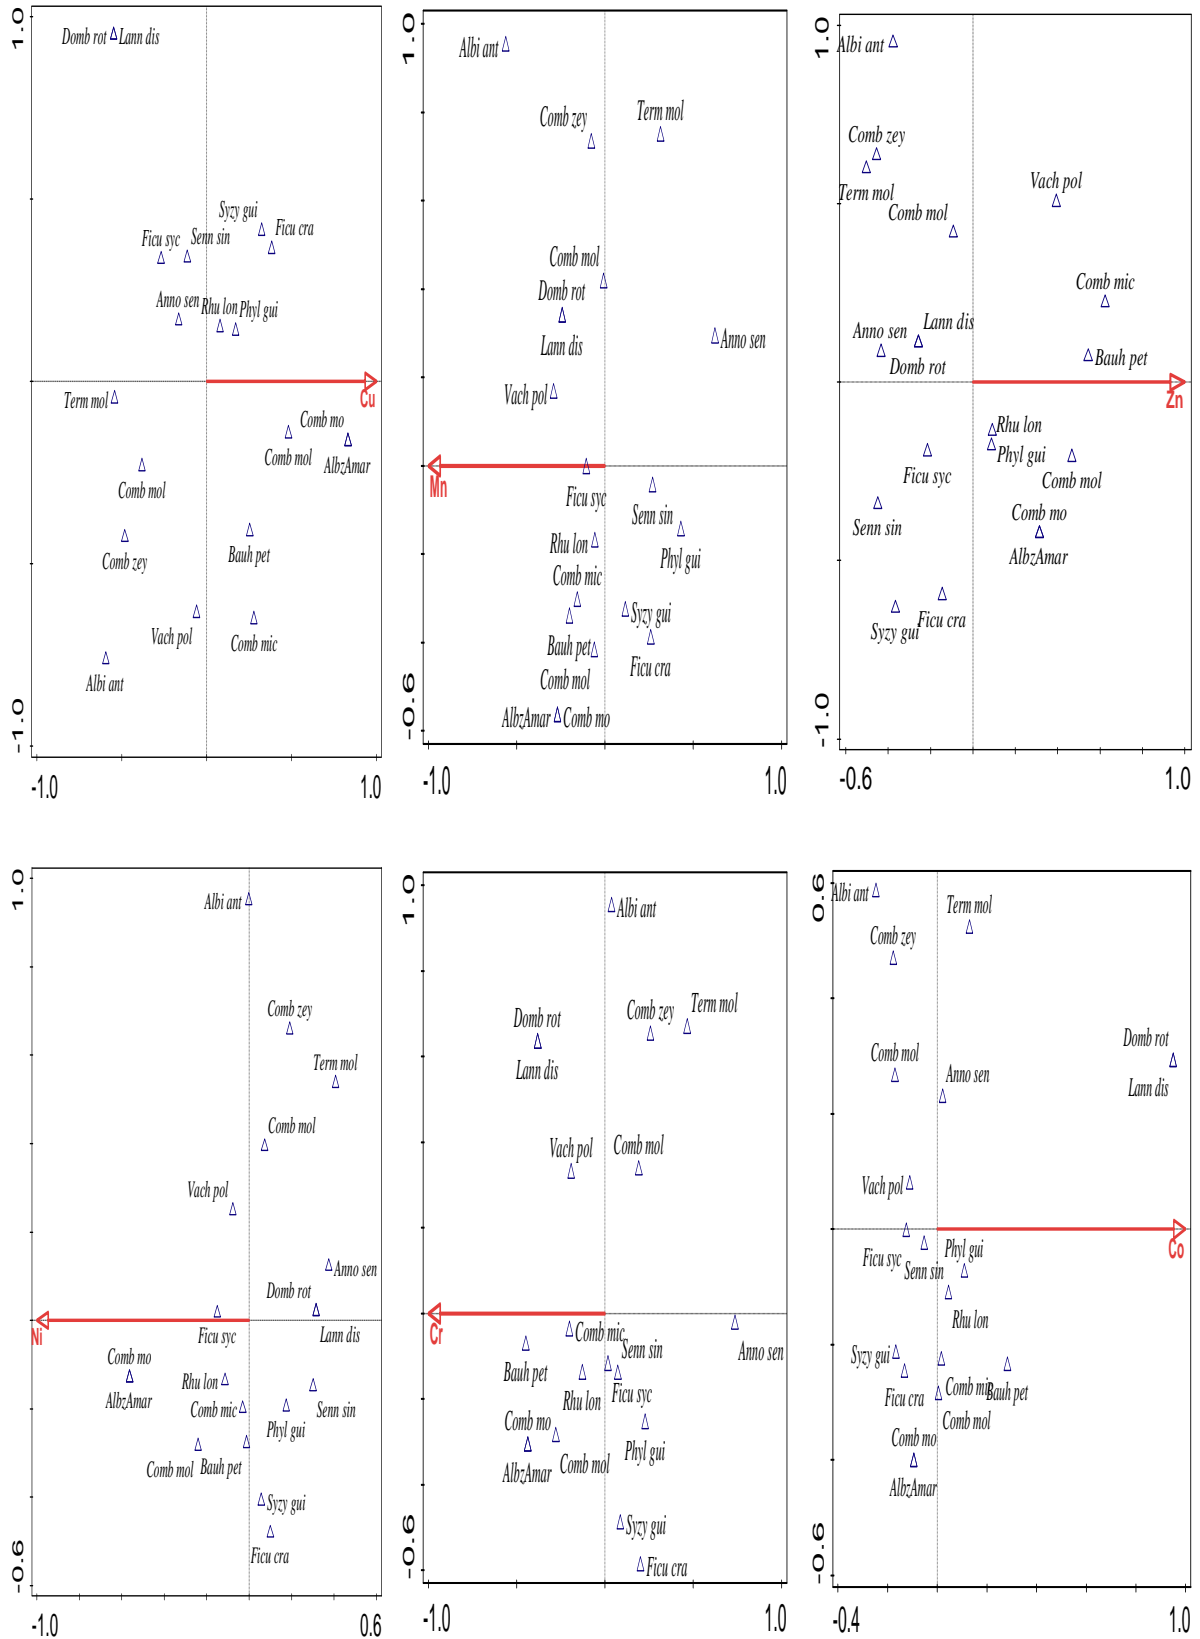 1.0
Domb rot Lann dis
Syzy gui
Ficu cra
Ficu syc
Senn sin
Anno sen
Rhu lon
Phyl gui
Cu
Term mol
Comb mo
Comb mol
AlbzAmar
Comb mol
Comb zey
Bauh pet
Vach pol
Comb mic
Albi ant
-1.0
-1.0
1.0
1.0
Albi ant
Comb zey
Term mol
Comb mol
Domb rot
Lann dis
Anno sen
Vach pol
Mn
Ficu syc
Senn sin
Rhu lon
Phyl gui
Comb mic
Syzy gui
Bauh pet
Ficu cra
Comb mol
AlbzAmar Comb mo
-0.6
-1.0
1.0
1.0
Albi ant
Comb zey
Term mol
Vach pol
Comb mol
Comb mic
Lann dis
Anno sen
Domb rot
Bauh pet
Zn
Rhu lon
Phyl gui
Ficu syc
Comb mol
Senn sin
Comb mo
AlbzAmar
Ficu cra
Syzy gui
-1.0
-0.6
1.0
1.0
Albi ant
Comb zey
Term mol
Comb mol
Vach pol
Anno sen
Domb rot
Lann dis
Ni
Ficu syc
Comb mo
AlbzAmar
Rhu lon
Comb mic
Senn sin
Phyl gui
Comb mol
Bauh pet
Syzy gui
Ficu cra
-0.6
-1.0
0.6
1.0
Albi ant
Term mol
Comb zey
Domb rot
Lann dis
Vach pol
Comb mol
Cr
Comb mic
Senn sin
Anno sen
Bauh pet
Rhu lon
Ficu syc
Comb mo
Phyl gui
AlbzAmar
Comb mol
Syzy gui
Ficu cra
-0.6
-1.0
1.0
0.6
Albi ant
Term mol
Comb zey
Domb rot
Comb mol
Anno sen
Lann dis
Vach pol
Co
Ficu syc
Phyl gui
Senn sin
Rhu lon
Syzy gui
Comb mic
Bauh pet
Ficu cra
Comb mol
Comb mo
AlbzAmar
-0.6
-0.4
1.0